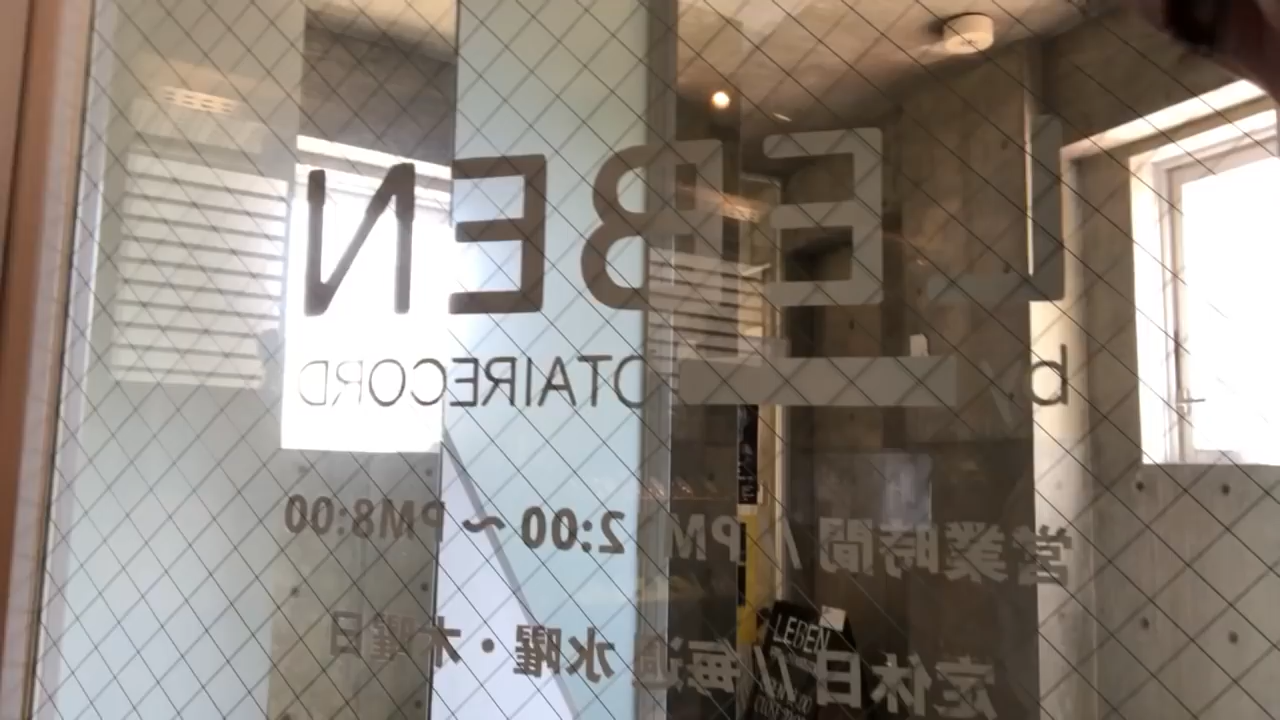 LEBEN
b OTAIRECORD
営業時間 / PM 2:00 ～ PM8:00
定休日 // 毎週 水曜・木曜日
LEBEN